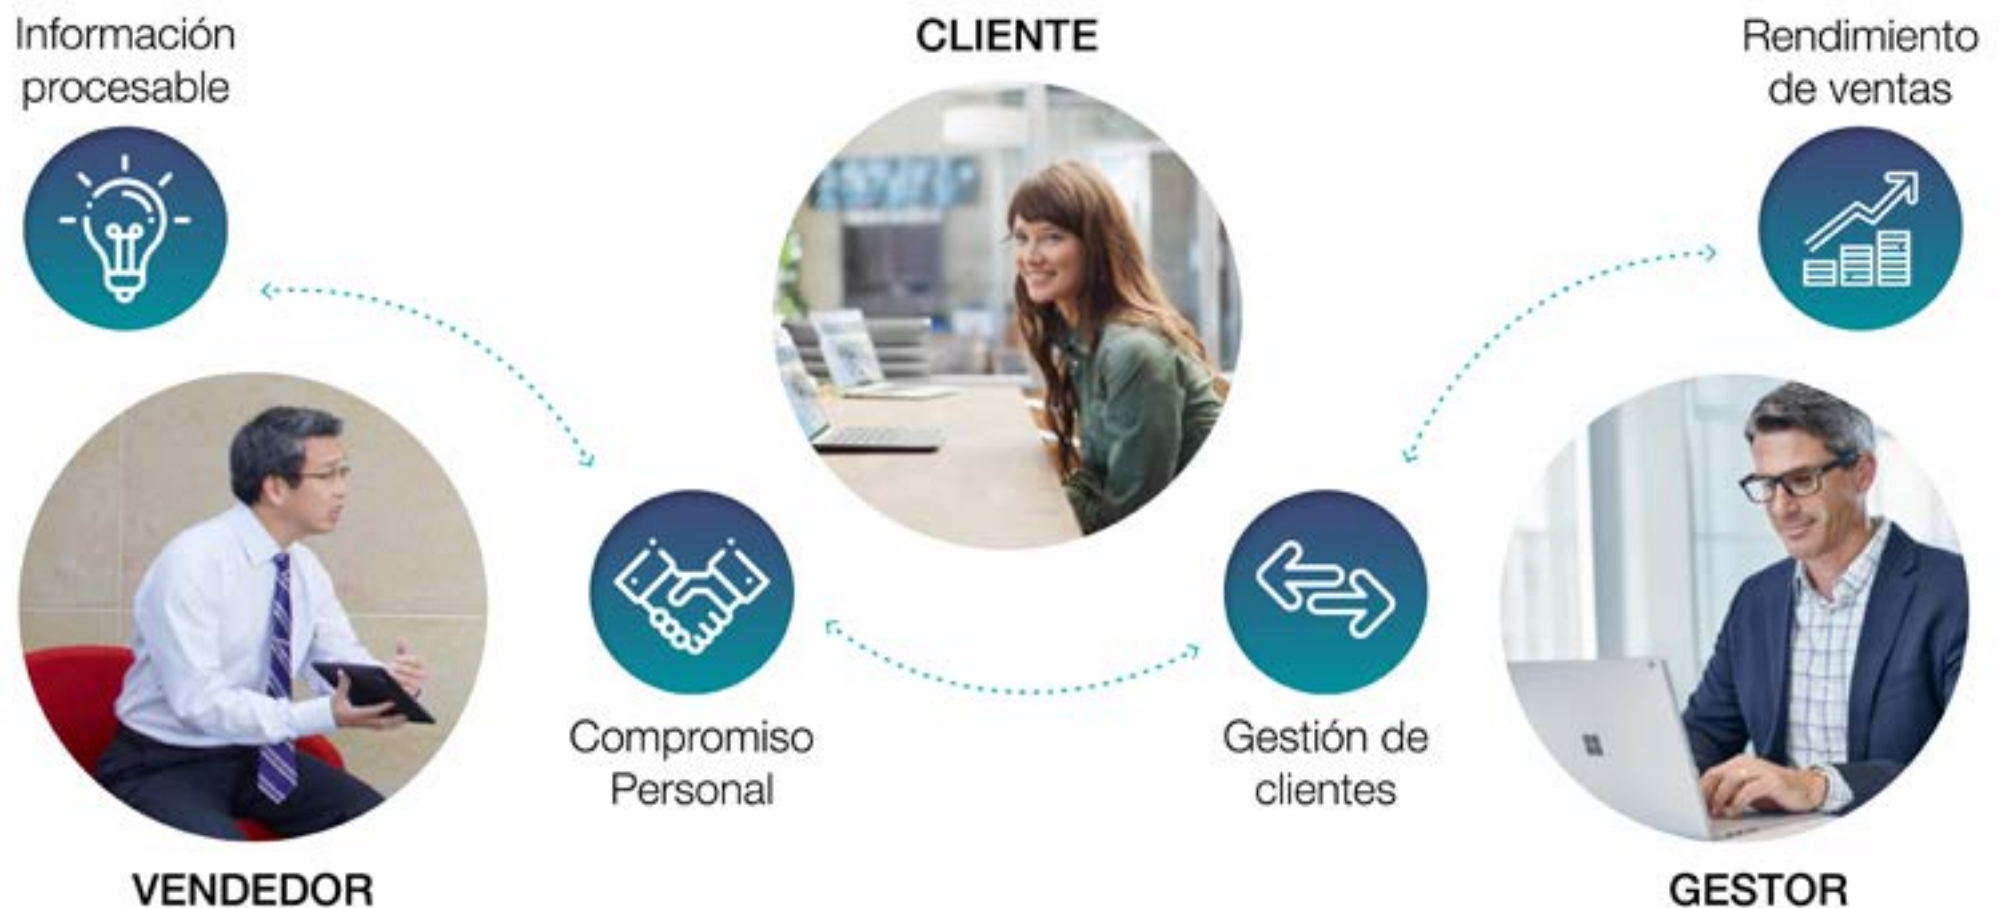 Información
procesable
CLIENTE
Rendimiento
de ventas
Compromiso
Personal
Gestión de
clientes
VENDEDOR
GESTOR